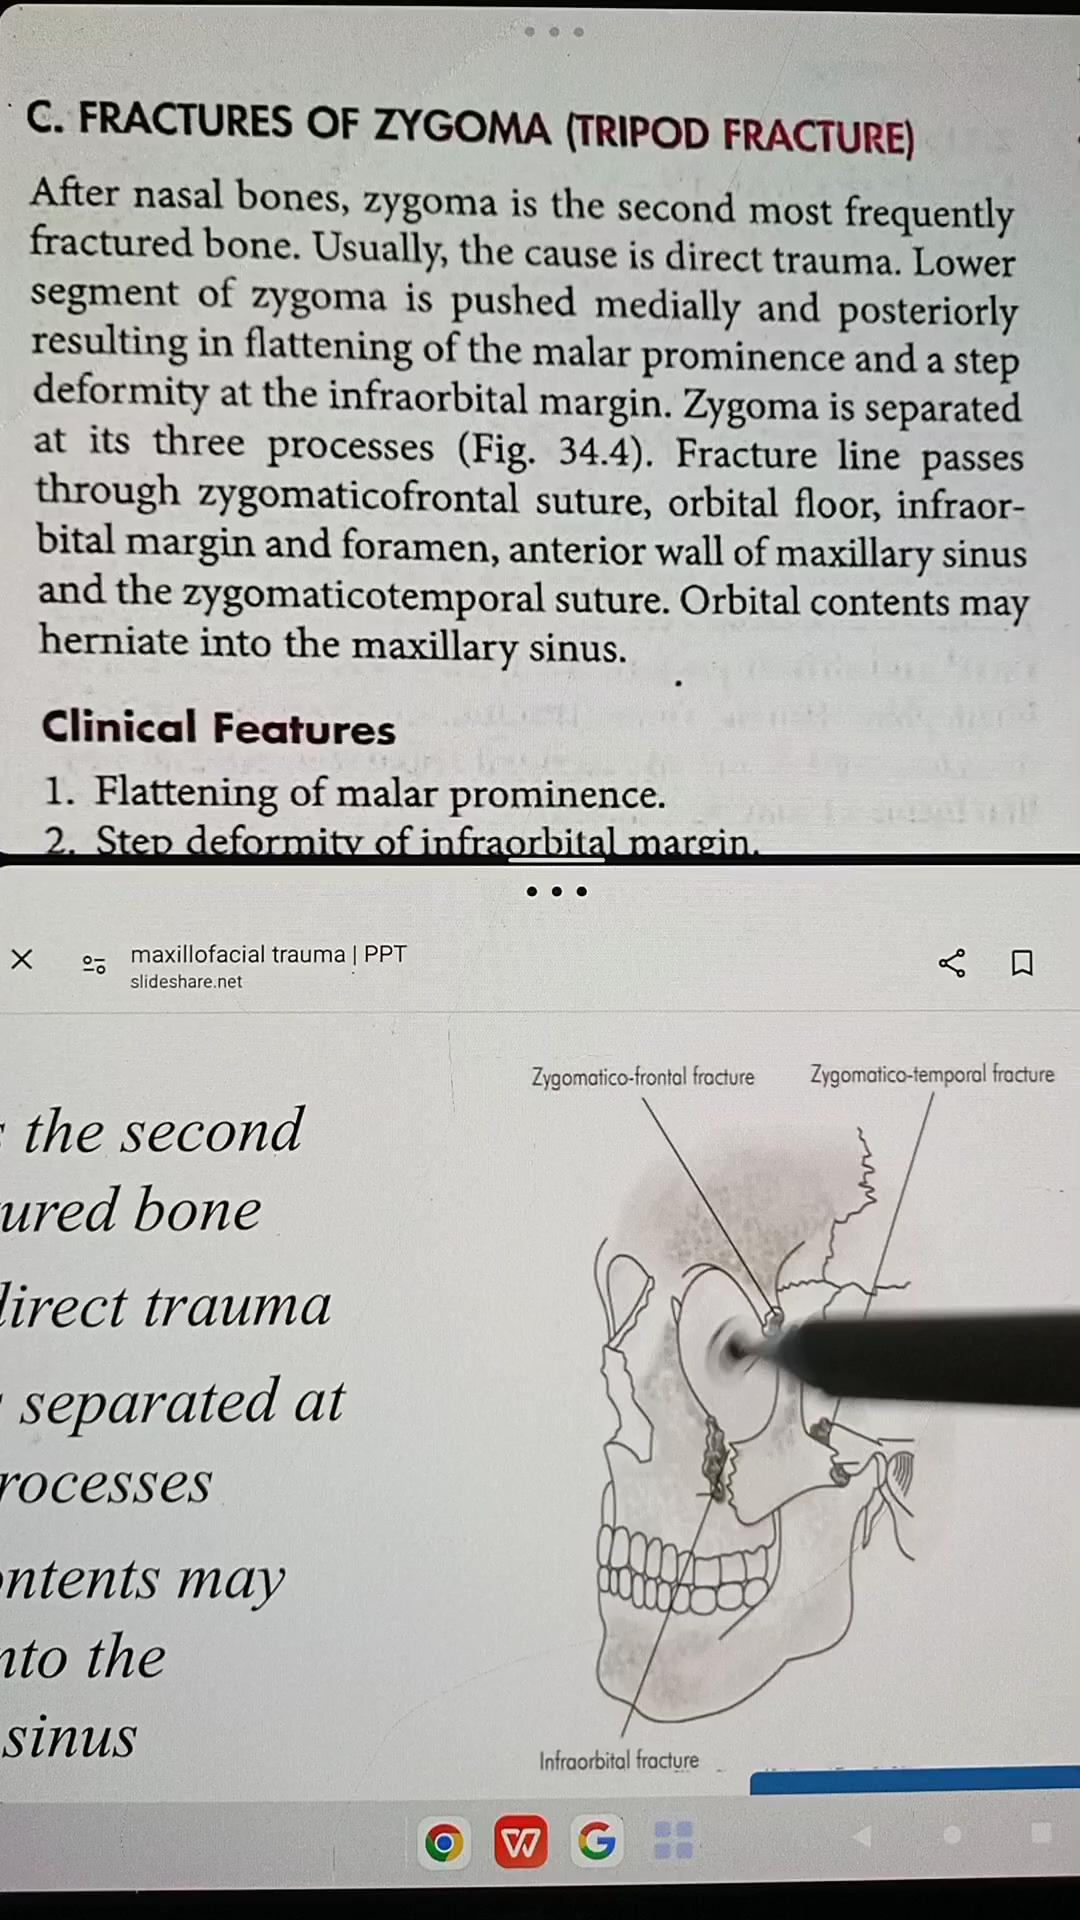 C. FRACTURES OF ZYGOMA (TRIPOD FRACTURE)
After nasal bones, zygoma is the second most frequently
fractured bone. Usually, the cause is direct trauma. Lower
segment of zygoma is pushed medially and posteriorly
resulting in flattening of the malar prominence and a step
deformity at the infraorbital margin. Zygoma is separated
at its three processes (Fig. 34.4). Fracture line passes
through zygomaticofrontal suture, orbital floor, infraor-
bital margin and foramen, anterior wall of maxillary sinus
and the zygomaticotemporal suture. Orbital contents may
herniate into the maxillary sinus.
Clinical Features
1. Flattening of malar prominence.
2. Step deformity of infraorbital margin.
maxillofacial trauma | PPT
slideshare.net
Zygomatico-frontal fracture
Zygomatico-temporal fracture
the second
ured bone
direct trauma
separated at
rocesses
ontents may
nto the
sinus
Infraorbital fracture